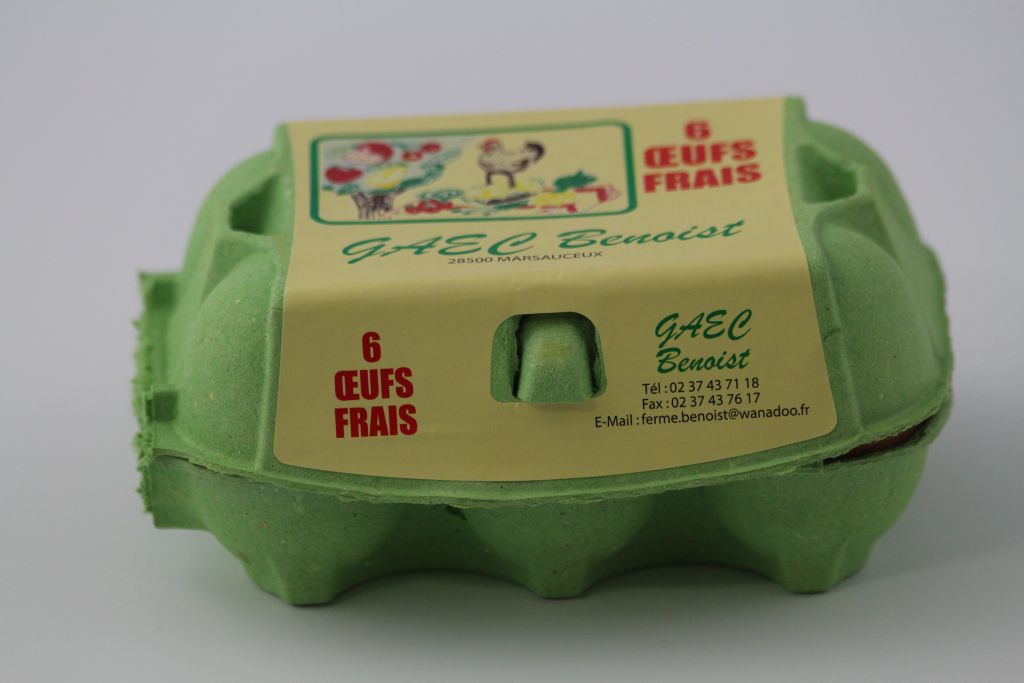 6
ŒUFS
FRAIS
GAEC Benoist
28500 MARSAUCEUX
6
ŒUFS
FRAIS
GAEC
Benoist
Tél : 02 37 43 71 18
Fax : 02 37 43 76 17
E-Mail : ferme.benoist@wanadoo.fr